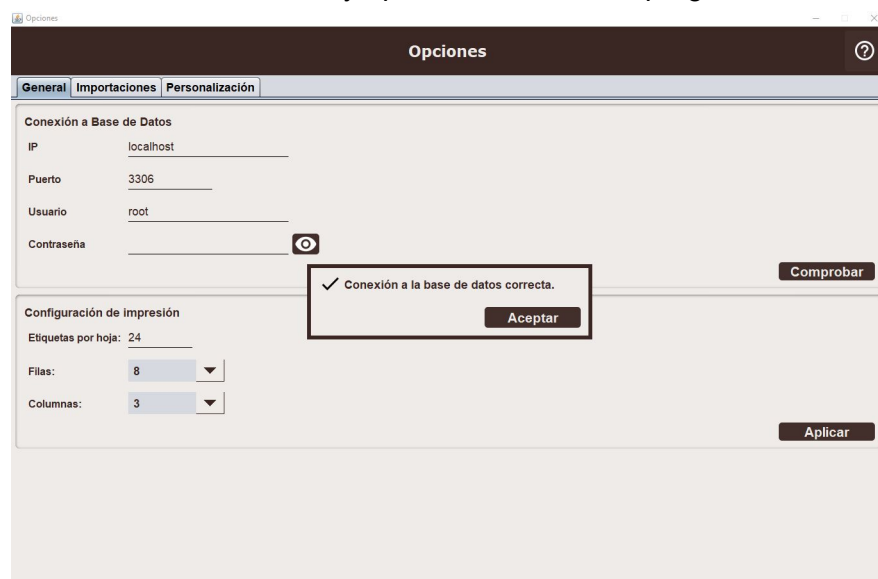 Opciones
Opciones
General Importaciones Personalización
Conexión a Base de Datos
IP localhost
Puerto 3306
Usuario root
Contraseña
Comprobar
Conexión a la base de datos correcta.
Aceptar
Configuración de impresión
Etiquetas por hoja: 24
Filas: 8
Columnas: 3
Aplicar